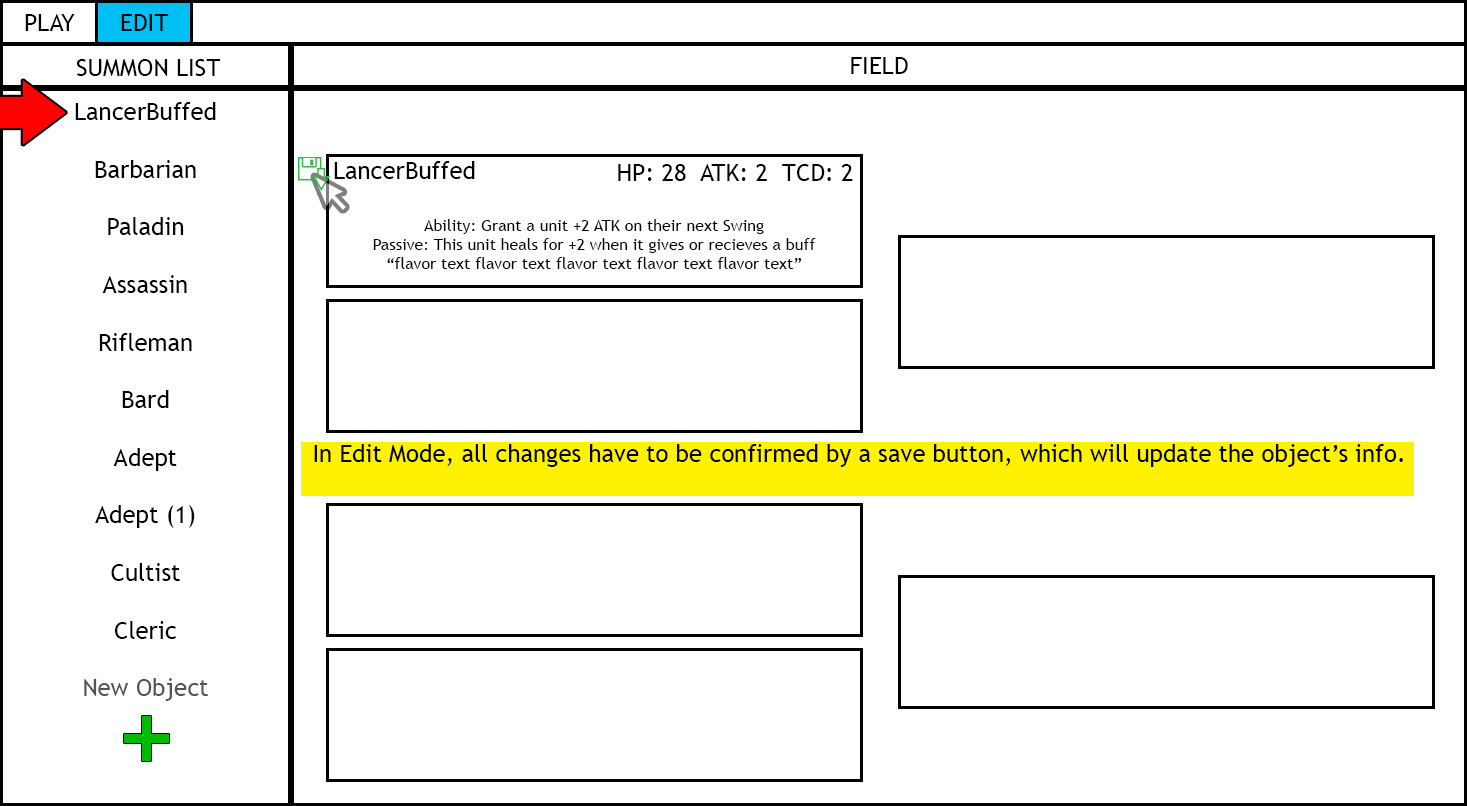 PLAY
EDIT
SUMMON LIST
FIELD
LancerBuffed
Barbarian
Paladin
Assassin
Rifleman
Bard
Adept
Adept (1)
Cultist
Cleric
New Object
LancerBuffed
HP: 28 ATK: 2 TCD: 2
Ability: Grant a unit +2 ATK on their next Swing
Passive: This unit heals for +2 when it gives or recieves a buff
“flavor text flavor text flavor text flavor text flavor text”
In Edit Mode, all changes have to be confirmed by a save button, which will update the object’s info.